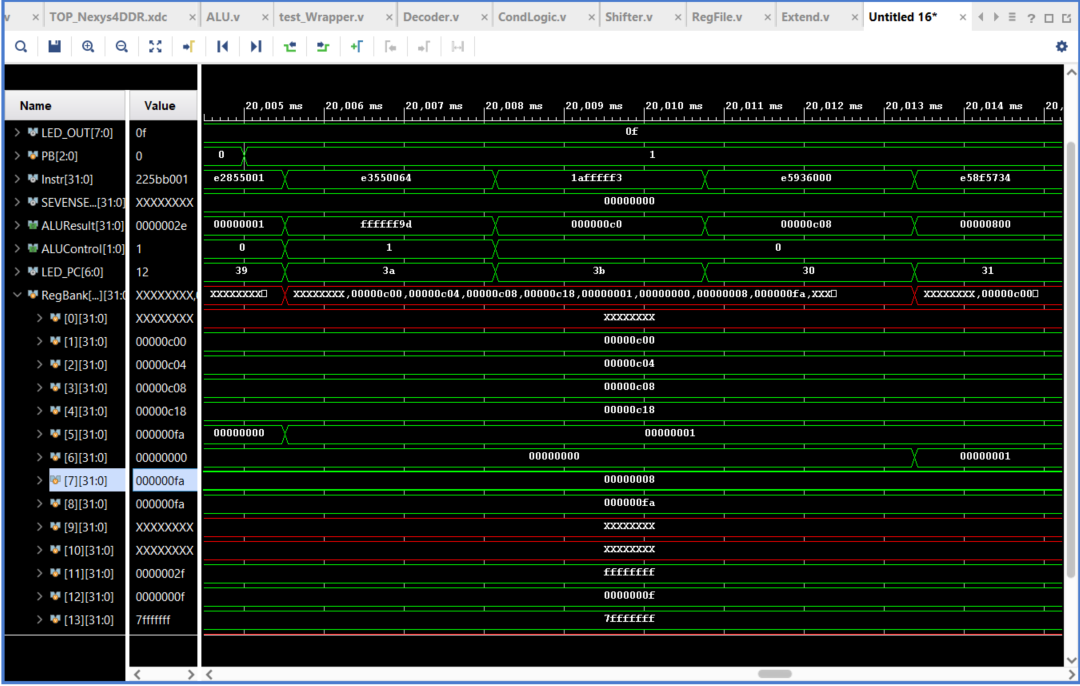 v × TOP_Nexys4DDR.xdc × ALU.v × test_Wrapper.v × Decoder.v × CondLogic.v × Shifter.v × RegFile.v × Extend.v × Untitled 16* × ?
Name Value 20,005 ms 20,006 ms 20,007 ms 20,008 ms 20,009 ms 20,010 ms 20,011 ms 20,012 ms 20,013 ms 20,014 ms 20,
LED_OUT[7:0] 0f 0f
PB[2:0] 0 0 1
Instr[31:0] 225bb001 e2855001 e3550064 1afffff3 e5936000 e58f5734
SEVENSE...[31:0] XXXXXXXX 00000000
ALUResult[31:0] 0000002e 00000001 ffffff9d 000000c0 00000c08 00000800
ALUControl[1:0] 1 0 1 0
LED_PC[6:0] 12 39 3a 3b 30 31
RegBank[...][31:0 XXXXXXXX, XXXXXXXX□ XXXXXXXX,00000c00,00000c04,00000c08,00000c18,00000001,00000000,00000008,000000fa,XXX□ XXXXXXXX,00000c00□
[0][31:0] XXXXXXXX XXXXXXXX
[1][31:0] 00000c00 00000c00
[2][31:0] 00000c04 00000c04
[3][31:0] 00000c08 00000c08
[4][31:0] 00000c18 00000c18
[5][31:0] 000000fa 00000000 00000001
[6][31:0] 00000000 00000000 00000001
[7][31:0] 000000fa 00000008
[8][31:0] 000000fa 000000fa
[9][31:0] XXXXXXXX XXXXXXXX
[10][31:0] XXXXXXXX XXXXXXXX
[11][31:0] 0000002f ffffffff
[12][31:0] 0000000f 0000000f
[13][31:0] 7fffffff 7fffffff